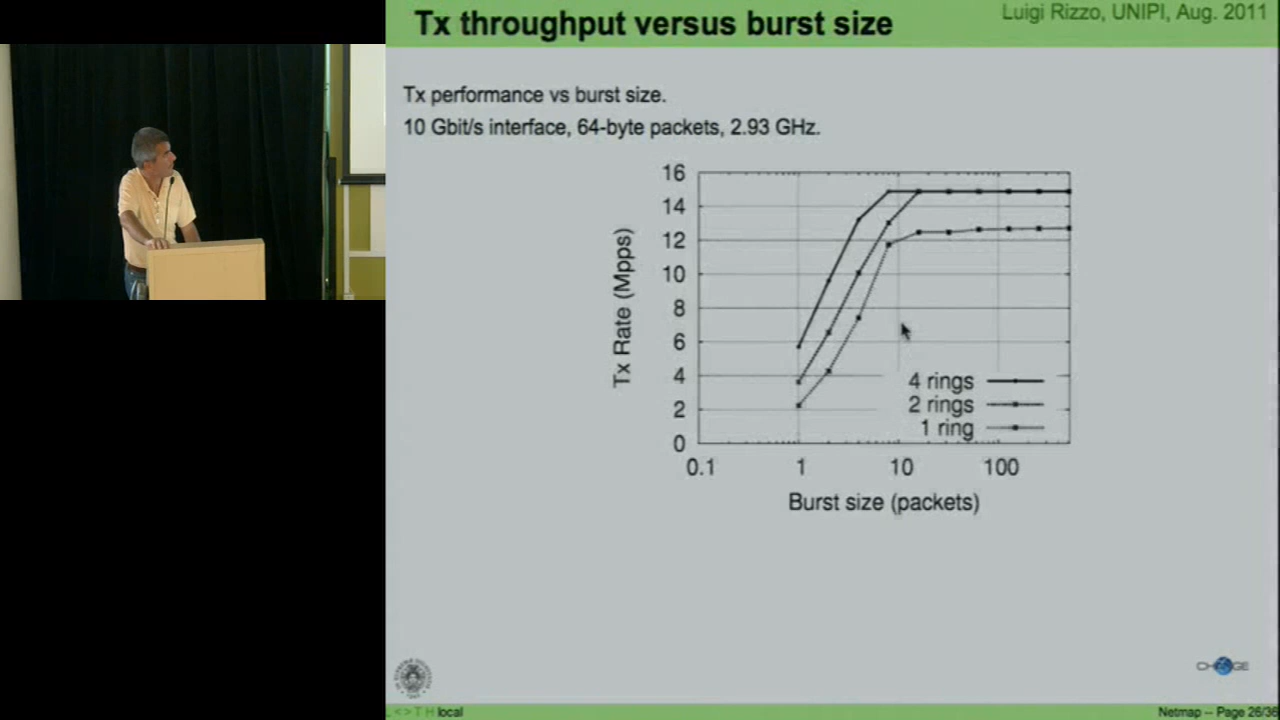 Tx throughput versus burst size
Luigi Rizzo, UNIPI, Aug. 2011
Tx performance vs burst size.
10 Gbit/s interface, 64-byte packets, 2.93 GHz.
16
14
12
10
8
6
4
2
0
Tx Rate (Mpps)
4 rings
2 rings
1 ring
0.1 1 10 100
Burst size (packets)
L <> T H local
Netmap -- Page 26/36